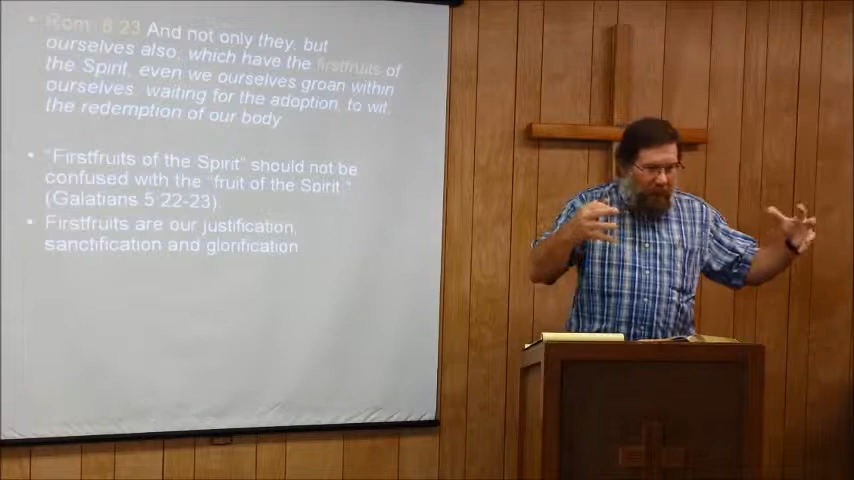 • Rom 8:23 And not only they, but
ourselves also, which have the firstfruits of
the Spirit, even we ourselves groan within
ourselves, waiting for the adoption, to wit,
the redemption of our body
• "Firstfruits of the Spirit" should not be
confused with the "fruit of the Spirit."
(Galatians 5:22-23)
• Firstfruits are our justification,
sanctification and glorification